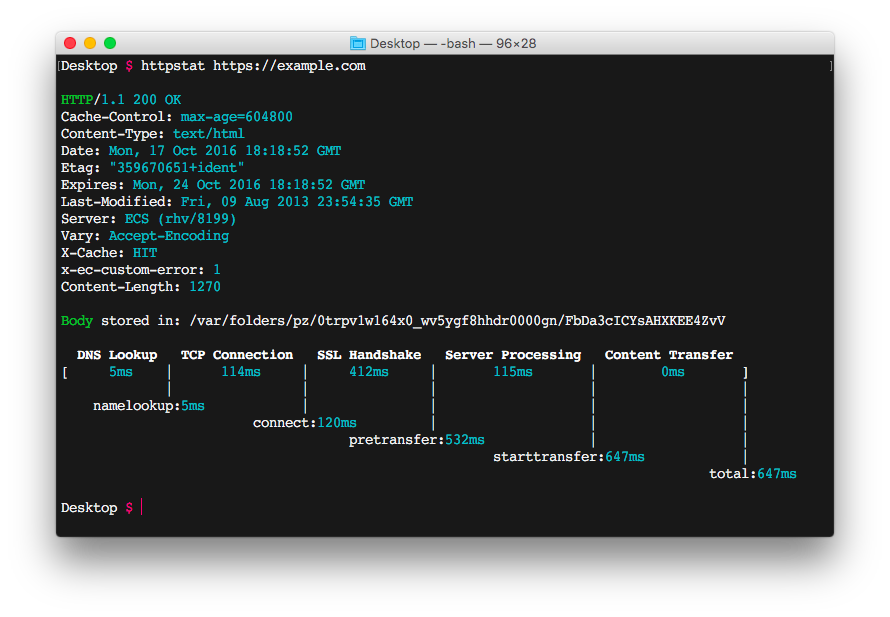 Desktop — -bash — 96×28
[Desktop $ httpstat https://example.com ]
HTTP/1.1 200 OK
Cache-Control: max-age=604800
Content-Type: text/html
Date: Mon, 17 Oct 2016 18:18:52 GMT
Etag: "359670651+ident"
Expires: Mon, 24 Oct 2016 18:18:52 GMT
Last-Modified: Fri, 09 Aug 2013 23:54:35 GMT
Server: ECS (rhv/8199)
Vary: Accept-Encoding
X-Cache: HIT
x-ec-custom-error: 1
Content-Length: 1270
Body stored in: /var/folders/pz/0trpv1w164x0_wv5ygf8hhdr0000gn/FbDa3cICYsAHXKEE4ZvV
DNS Lookup TCP Connection SSL Handshake Server Processing Content Transfer
[ 5ms | 114ms | 412ms | 115ms | 0ms ]
namelookup:5ms
connect:120ms
pretransfer:532ms
starttransfer:647ms
total:647ms
Desktop $